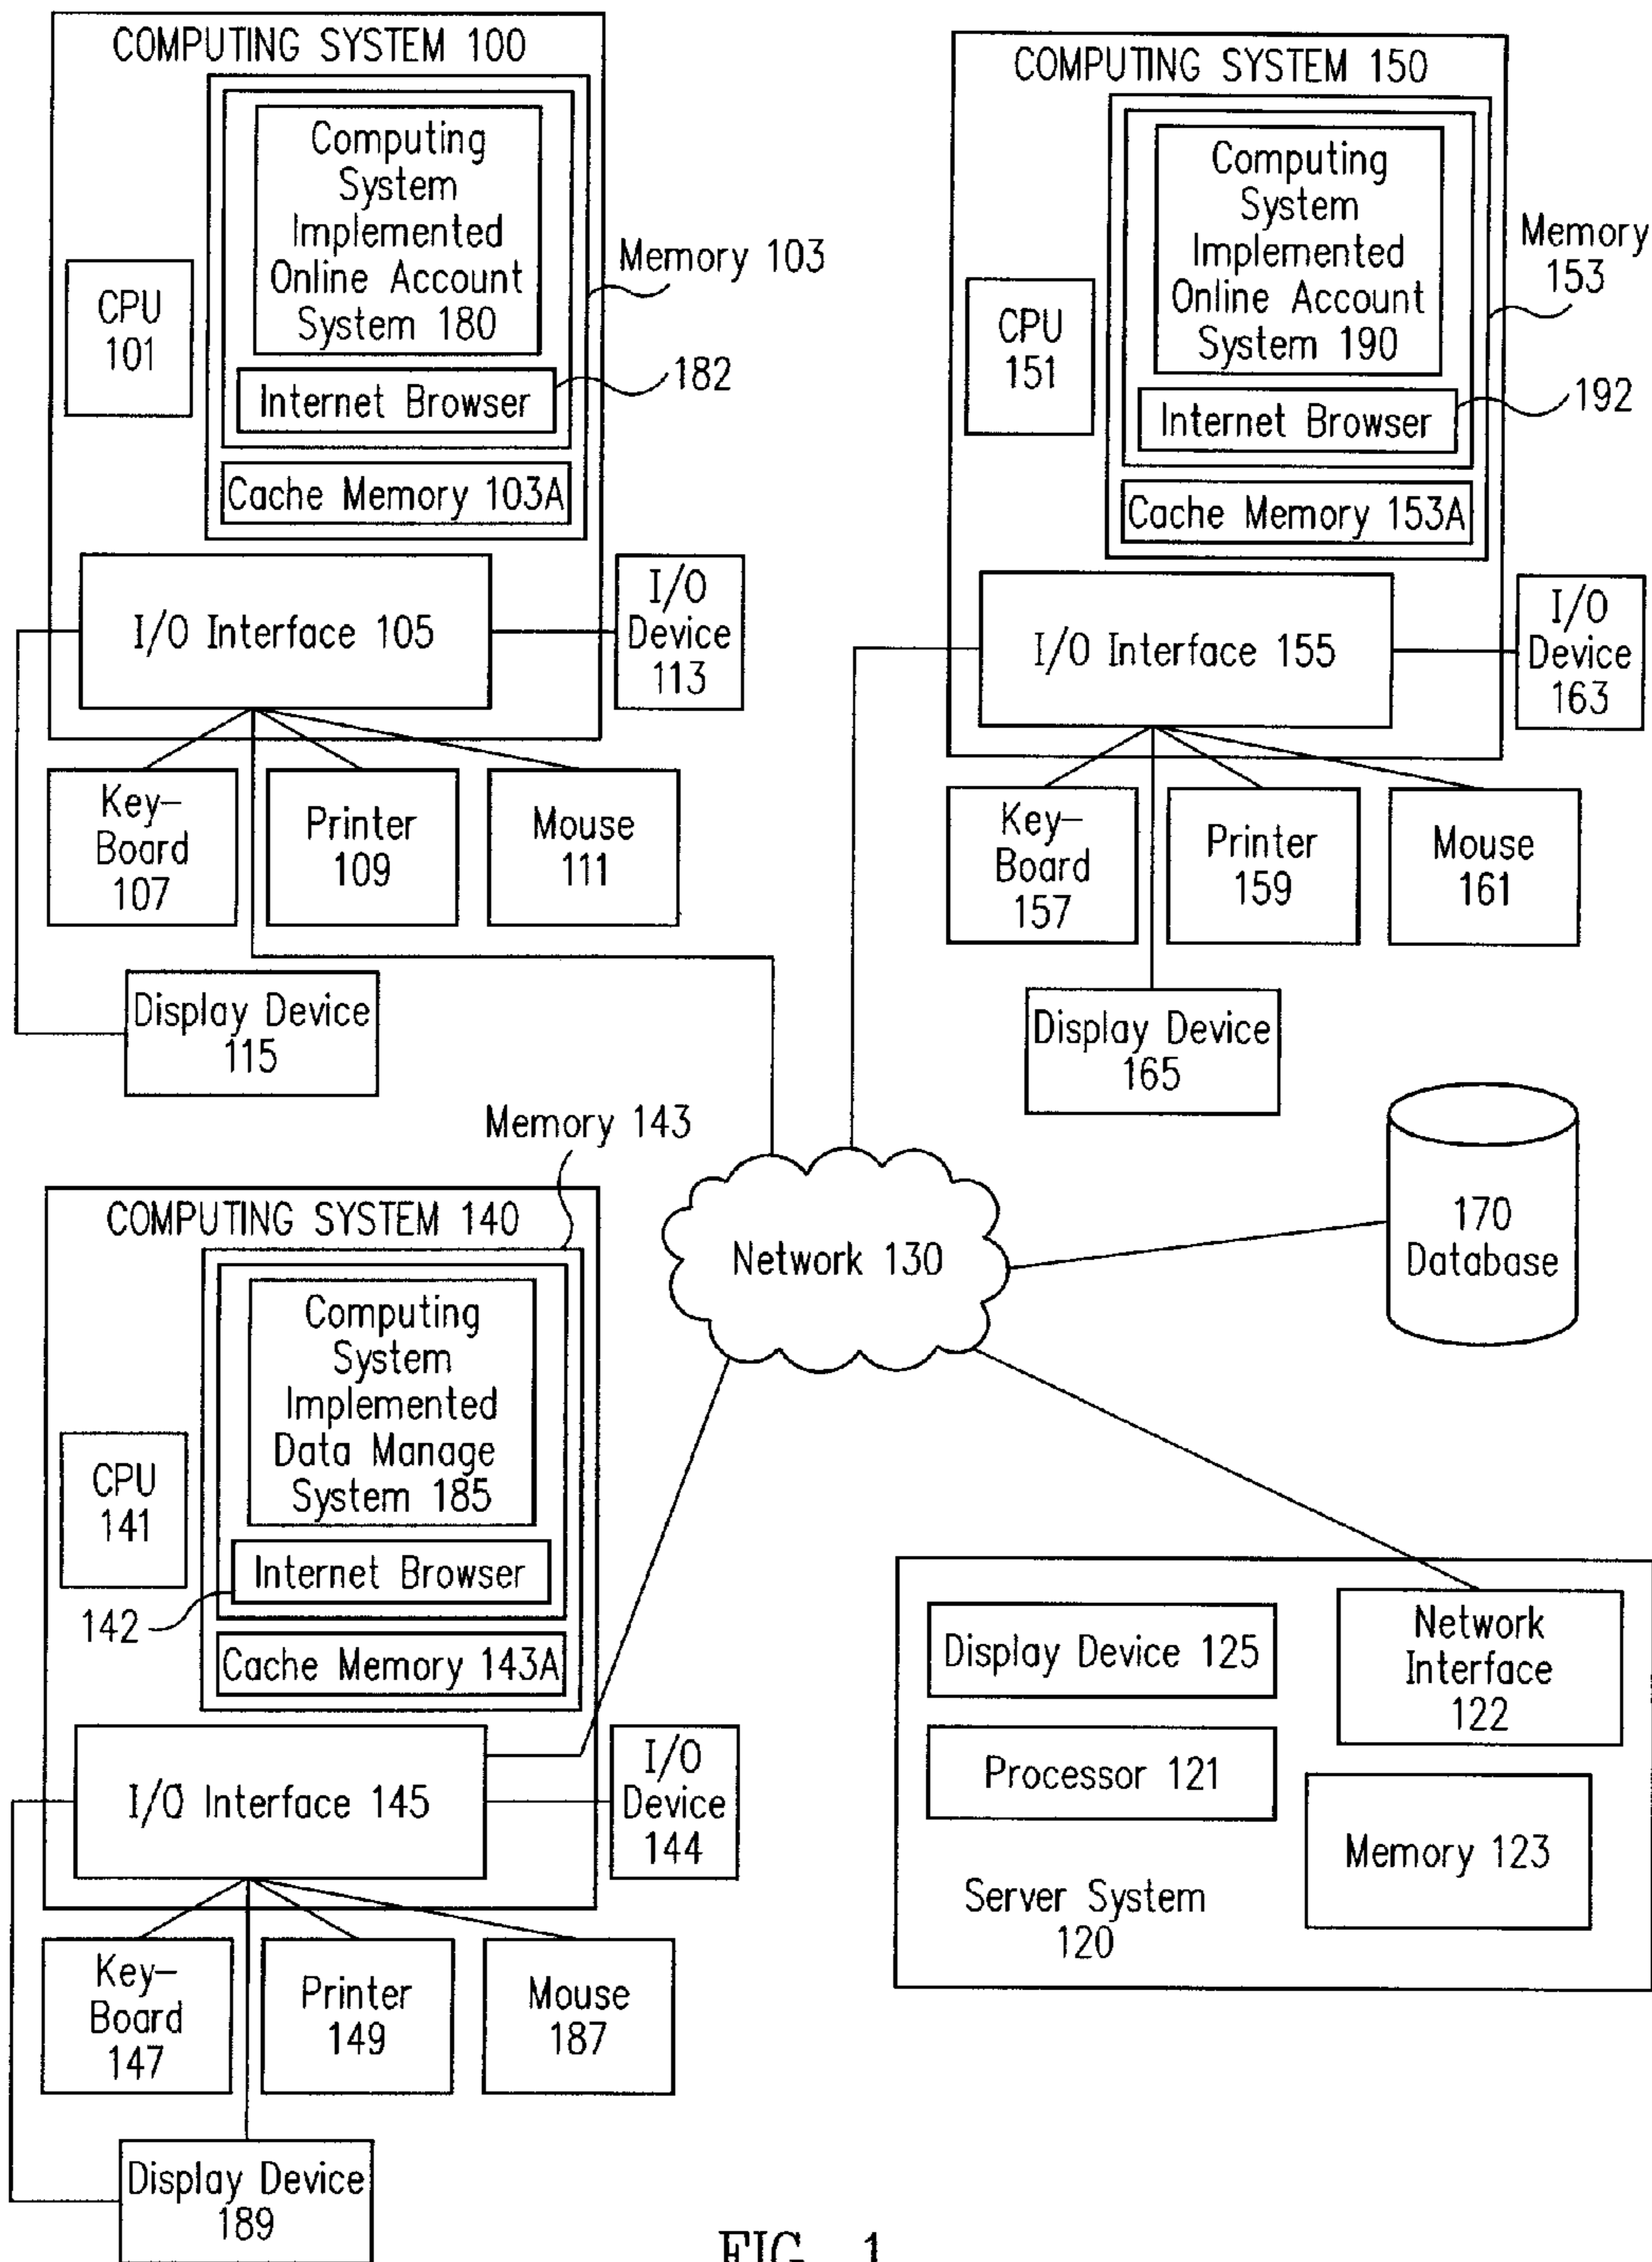 COMPUTING SYSTEM 100
Computing
System
Implemented
Online Account
System 180
Memory 103
CPU
101
Internet Browser
182
Cache Memory 103A
I/O Interface 105
I/O
Device
113
Key-
Board
107
Printer
109
Mouse
111
Display Device
115
COMPUTING SYSTEM 150
Computing
System
Implemented
Online Account
System 190
Memory
153
CPU
151
Internet Browser
192
Cache Memory 153A
I/O Interface 155
I/O
Device
163
Key-
Board
157
Printer
159
Mouse
161
Display Device
165
Memory 143
COMPUTING SYSTEM 140
Computing
System
Implemented
Data Manage
System 185
CPU
141
Internet Browser
142
Cache Memory 143A
I/O Interface 145
I/O
Device
144
Key-
Board
147
Printer
149
Mouse
187
Display Device
189
Network 130
170
Database
Display Device 125
Network
Interface
122
Processor 121
Memory 123
Server System
120
FIG. 1